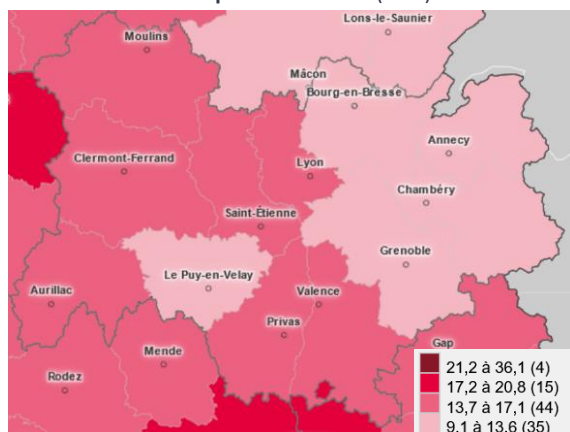 Lons-le-Saunier
Moulins
Mâcon
Bourg-en-Bresse
Annecy
Clermont-Ferrand
Lyon
Chambéry
Saint-Étienne
Grenoble
Le Puy-en-Velay
Aurillac
Valence
Privas
Gap
Mende
Rodez
21,2 à 36,1 (4)
17,2 à 20,8 (15)
13,7 à 17,1 (44)
9,1 à 13,6 (35)